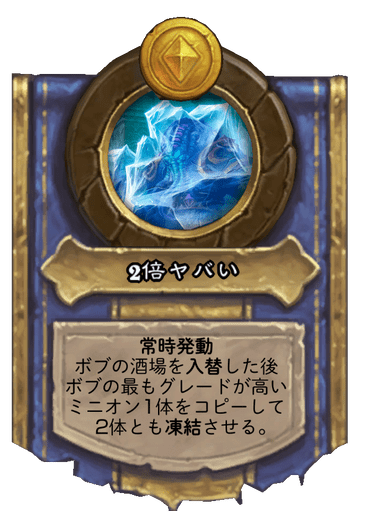 2倍ヤバい
常時発動
ボブの酒場を入替した後
ボブの最もグレードが高い
ミニオン1体をコピーして
2体とも凍結させる。